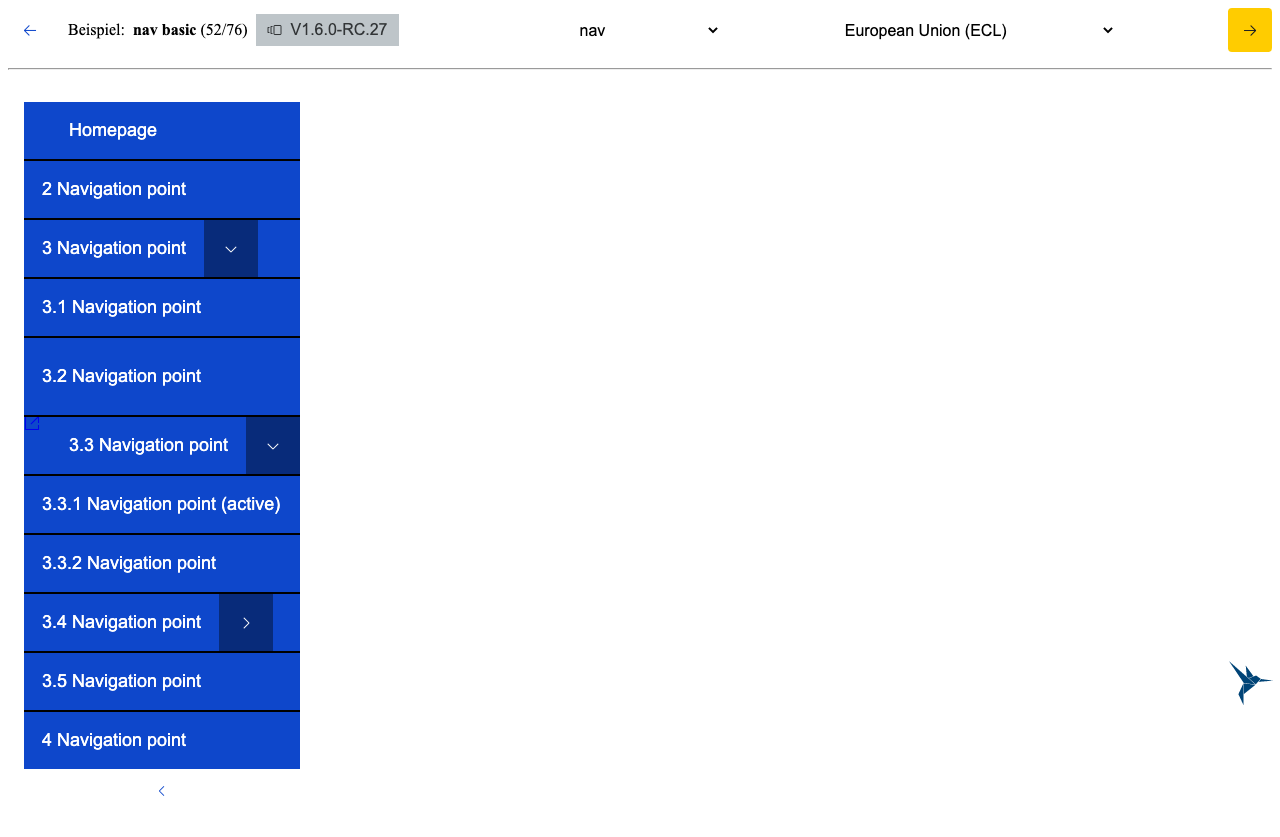 Beispiel: nav basic (52/76) V1.6.0-RC.27 nav European Union (ECL)
Homepage
2 Navigation point
3 Navigation point
3.1 Navigation point
3.2 Navigation point
3.3 Navigation point
3.3.1 Navigation point (active)
3.3.2 Navigation point
3.4 Navigation point
3.5 Navigation point
4 Navigation point